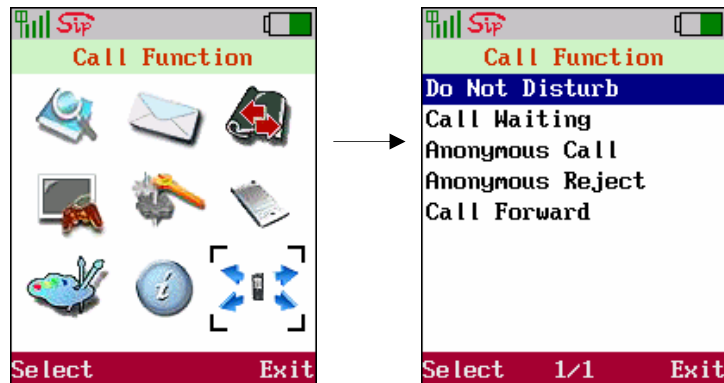 Sip
Call Function
i
Select Exit
Sip
Call Function
Do Not Disturb
Call Waiting
Anonymous Call
Anonymous Reject
Call Forward
Select 1/1 Exit